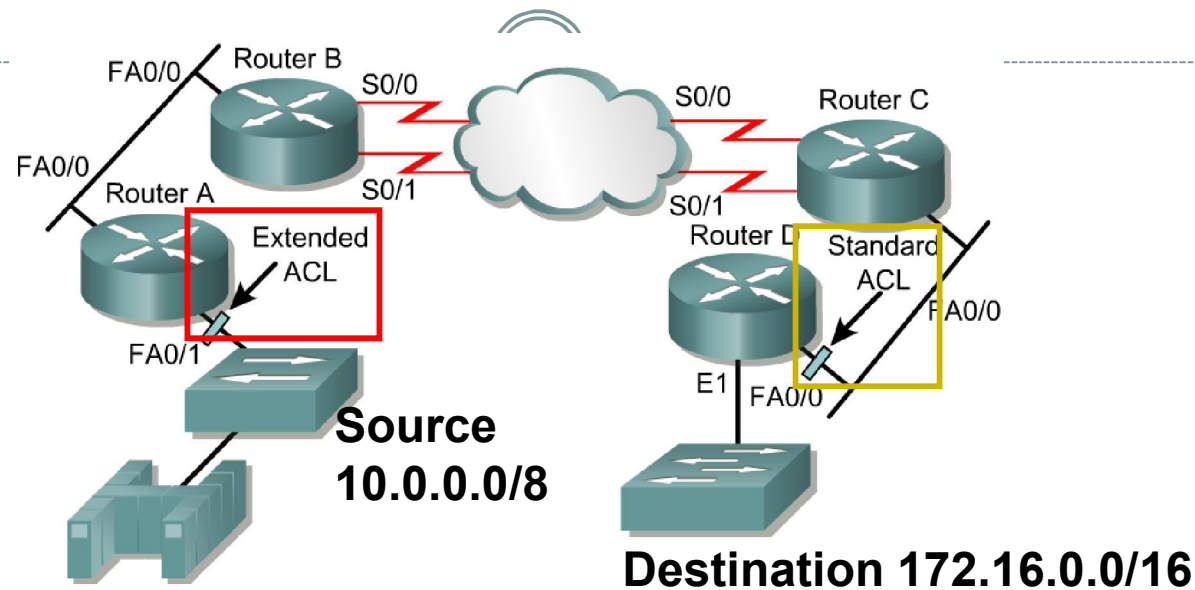 FA0/0
Router B
S0/0
S0/1
FA0/0
Router A
Extended
ACL
FA0/1
Source
10.0.0.0/8
S0/0
Router C
S0/1
Router D
Standard
ACL
FA0/0
E1
FA0/0
Destination 172.16.0.0/16